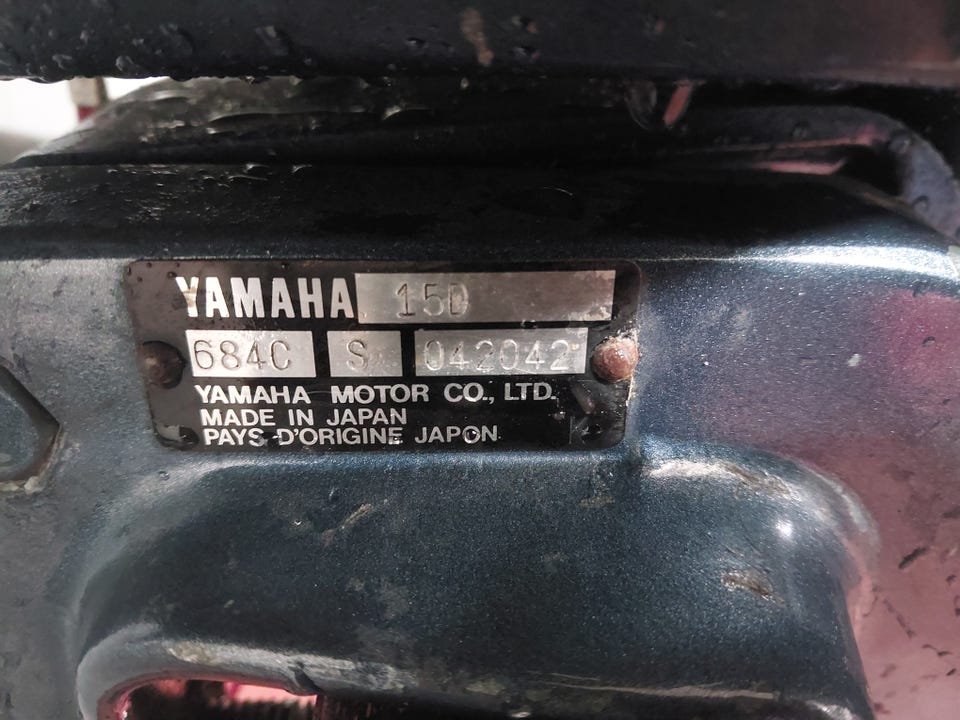 YAMAHA 15D
684C S 042042
YAMAHA MOTOR CO., LTD.
MADE IN JAPAN
PAYS D'ORIGINE JAPON